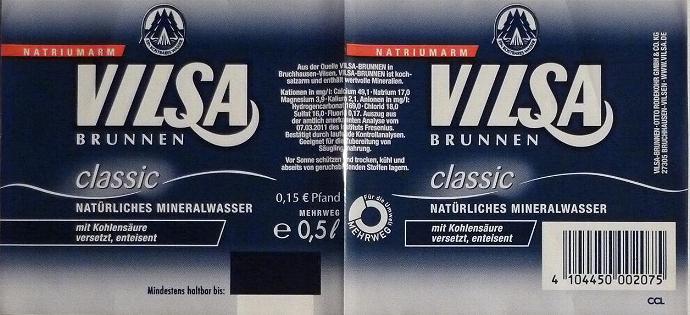 NATRIUMARM
VILSA
BRUNNEN
classic
NATÜRLICHES MINERALWASSER
mit Kohlensäure
versetzt, enteisent
Mindestens haltbar bis:
Aus der Quelle VILSA-BRUNNEN in
Bruchhausen-Vilsen, VILSA-BRUNNEN ist koch-
salzarm und enthält wertvolle Mineralien.
Kationen in mg/l: Calcium 49,1·Natrium 17,0
Magnesium 3,9·Kalium 2,1. Anionen in mg/l:
Hydrogencarbonat 169,0·Chlorid 18,0
Sulfat 16,0·Fluorid 0,17. Auszug aus
der amtlich anerkannten Analyse vom
07.03.2011 des Instituts Fresenius.
Bestätigt durch laufende Kontrollanalysen.
Geeignet für die Zubereitung von
Säuglingsnahrung.
Vor Sonne schützen und trocken, kühl und
abseits von geruchsbildenden Stoffen lagern.
0,15 € Pfand
MEHRWEG
e 0,5l
Für die Umwelt
MEHRWEG
NATRIUMARM
VILSA
BRUNNEN
classic
NATÜRLICHES MINERALWASSER
mit Kohlensäure
versetzt, enteisent
VILSA-BRUNNEN·OTTO RODEKOHR GMBH & CO. KG
27305 BRUCHHAUSEN-VILSEN·WWW.VILSA.DE
4 104450 002075
CCL